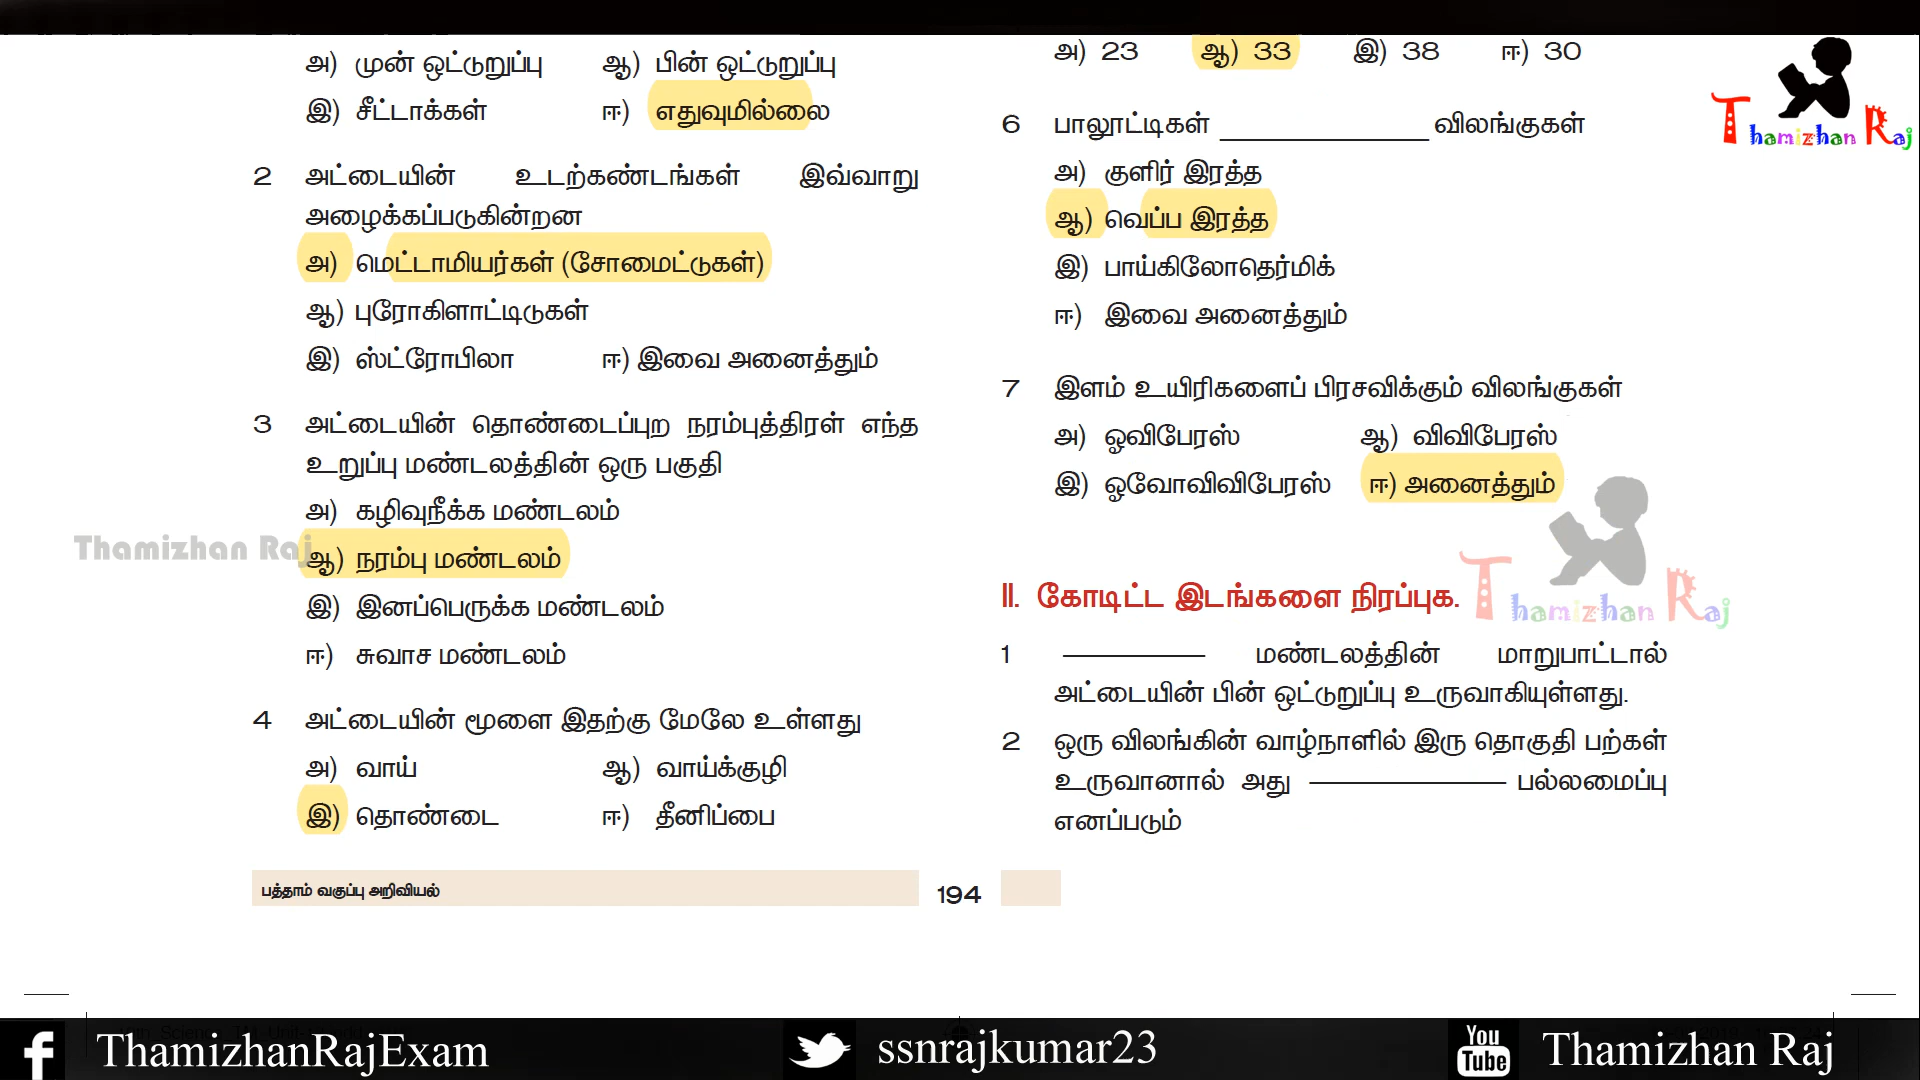 அ) முன் ஒட்டுறுப்பு ஆ) பின் ஒட்டுறுப்பு
இ) சீட்டாக்கள் ஈ) எதுவுமில்லை
2 அட்டையின் உடற்கண்டங்கள் இவ்வாறு
அழைக்கப்படுகின்றன
அ) மெட்டாமியர்கள் (சோமைட்டுகள்)
ஆ) புரோகிளாட்டிடுகள்
இ) ஸ்ட்ரோபிலா ஈ) இவை அனைத்தும்
3 அட்டையின் தொண்டைப்புற நரம்புத்திரள் எந்த
உறுப்பு மண்டலத்தின் ஒரு பகுதி
அ) கழிவுநீக்க மண்டலம்
ஆ) நரம்பு மண்டலம்
இ) இனப்பெருக்க மண்டலம்
ஈ) சுவாச மண்டலம்
4 அட்டையின் மூளை இதற்கு மேலே உள்ளது
அ) வாய் ஆ) வாய்க்குழி
இ) தொண்டை ஈ) தீனிப்பை
பத்தாம் வகுப்பு அறிவியல்
194
அ) 23 ஆ) 33 இ) 38 ஈ) 30
6 பாலூட்டிகள் ______________ விலங்குகள்
அ) குளிர் இரத்த
ஆ) வெப்ப இரத்த
இ) பாய்கிலோதெர்மிக்
ஈ) இவை அனைத்தும்
7 இளம் உயிரிகளைப் பிரசவிக்கும் விலங்குகள்
அ) ஓவிபேரஸ் ஆ) விவிபேரஸ்
இ) ஓவோவிவிபேரஸ் ஈ) அனைத்தும்
II. கோடிட்ட இடங்களை நிரப்புக.
1 ————— மண்டலத்தின் மாறுபாட்டால்
அட்டையின் பின் ஒட்டுறுப்பு உருவாகியுள்ளது.
2 ஒரு விலங்கின் வாழ்நாளில் இரு தொகுதி பற்கள்
உருவானால் அது ————— பல்லமைப்பு
எனப்படும்
Thamizhan Raj
Thamizhan Raj
Thamizhan Raj
ThamizhanRajExam
ssnrajkumar23
You Tube
Thamizhan Raj